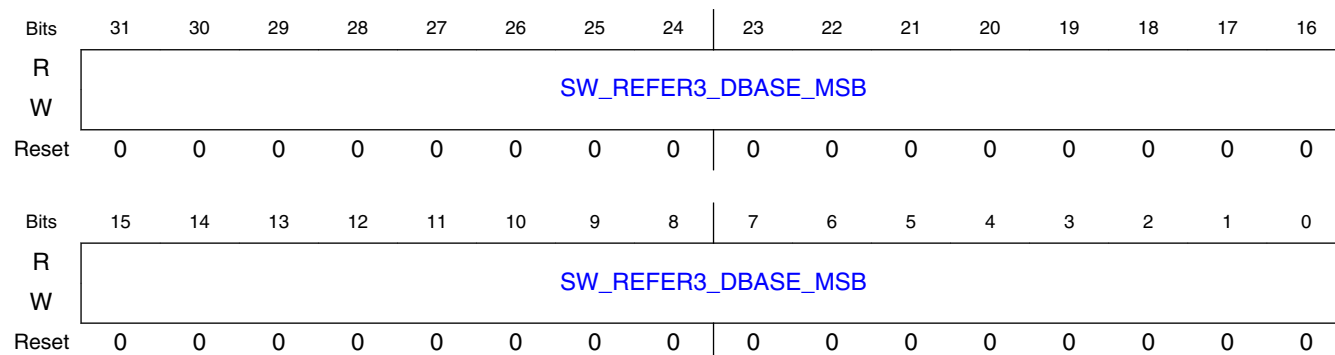 Bits 31 30 29 28 27 26 25 24 23 22 21 20 19 18 17 16
R
SW_REFER3_DBASE_MSB
W
Reset 0 0 0 0 0 0 0 0 0 0 0 0 0 0 0 0
Bits 15 14 13 12 11 10 9 8 7 6 5 4 3 2 1 0
R
SW_REFER3_DBASE_MSB
W
Reset 0 0 0 0 0 0 0 0 0 0 0 0 0 0 0 0